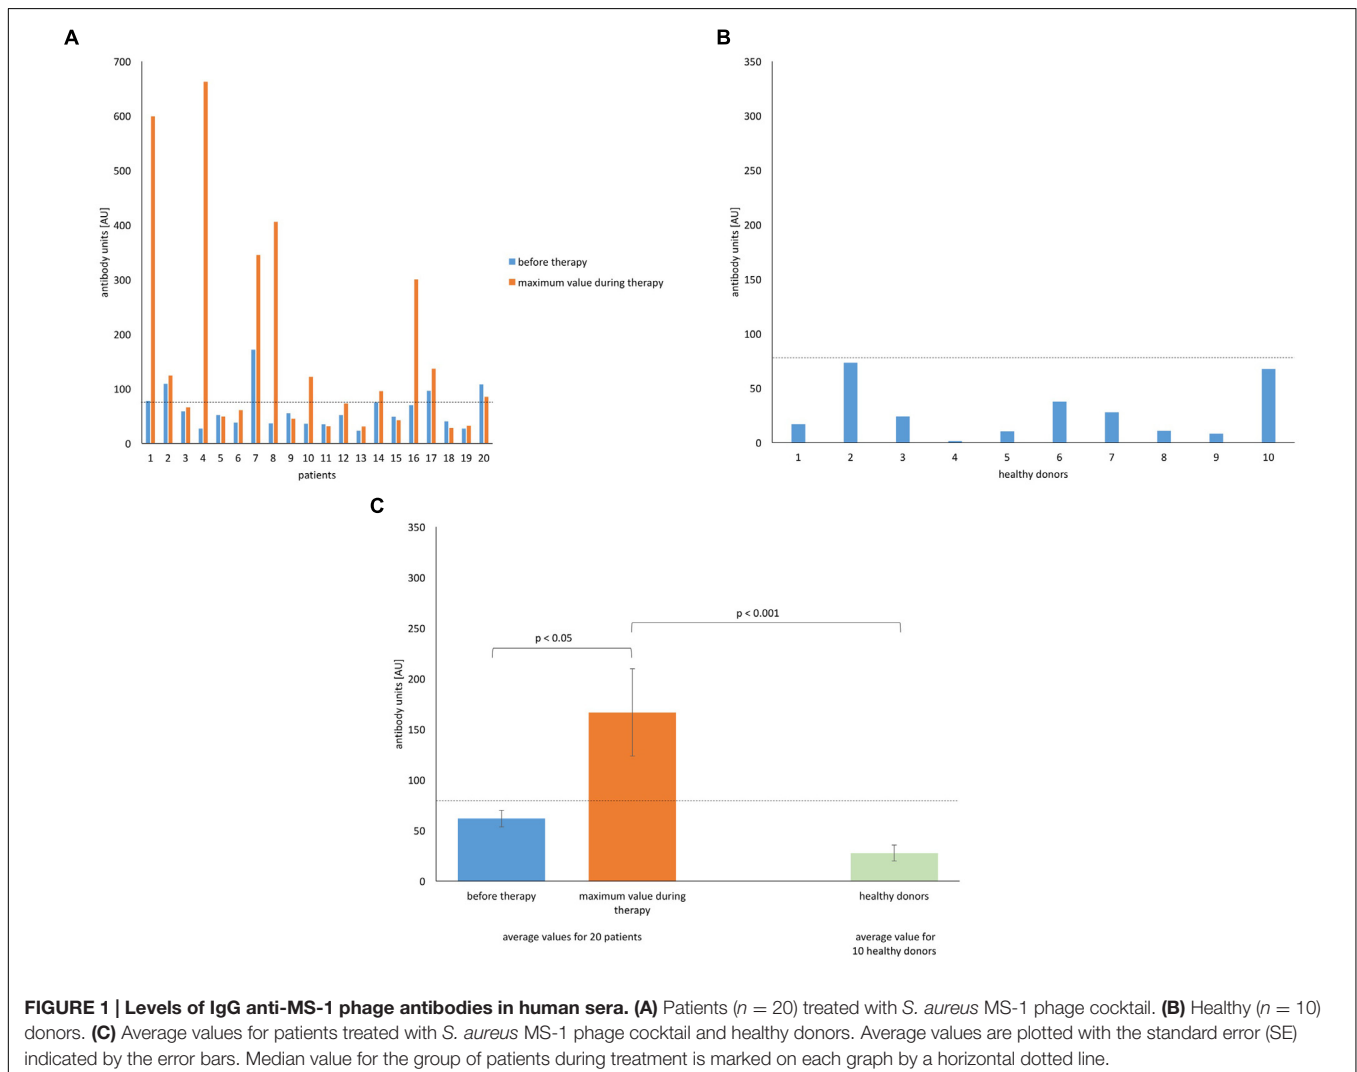 A
700
600
500
400
300
200
100
0
antibody units [AU]
1 2 3 4 5 6 7 8 9 10 11 12 13 14 15 16 17 18 19 20
patients
before therapy
maximum value during therapy
B
350
300
250
200
150
100
50
0
antibody units [AU]
1 2 3 4 5 6 7 8 9 10
healthy donors
C
350
300
250
200
150
100
50
0
antibody units [AU]
p < 0.05
p < 0.001
before therapy
maximum value during
therapy
healthy donors
average values for 20 patients
average value for
10 healthy donors
FIGURE 1 | Levels of IgG anti-MS-1 phage antibodies in human sera. (A) Patients (n = 20) treated with S. aureus MS-1 phage cocktail. (B) Healthy (n = 10)
donors. (C) Average values for patients treated with S. aureus MS-1 phage cocktail and healthy donors. Average values are plotted with the standard error (SE)
indicated by the error bars. Median value for the group of patients during treatment is marked on each graph by a horizontal dotted line.